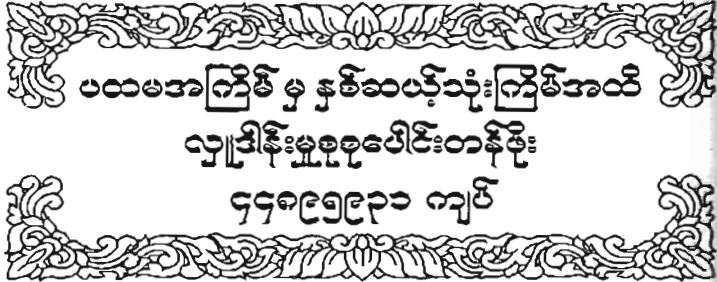 ပထမအကြိမ် မှ နှစ်ဆယ့်သုံးကြိမ်အထိ
လှူဒါန်းမှုစုစုပေါင်းတန်ဖိုး
၄၄၈၉၅၉၃၁ ကျပ်